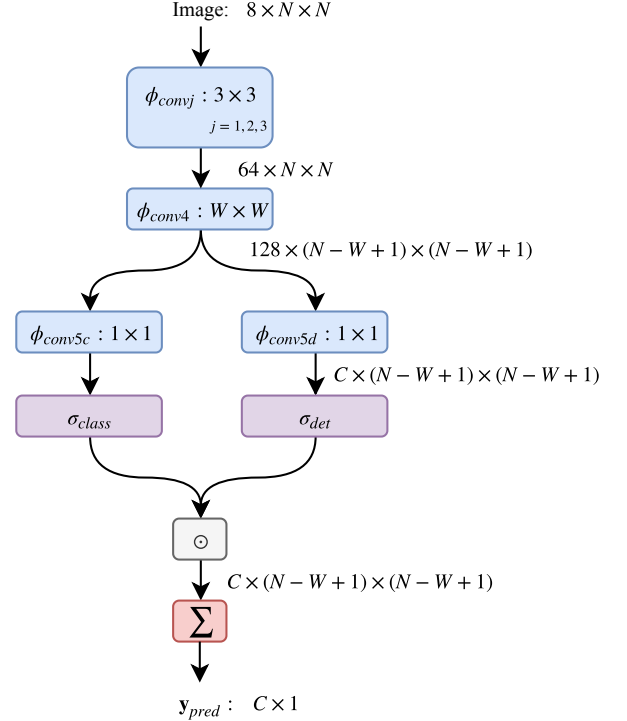 Image: 8 × N × N
ϕ_convj : 3 × 3
j = 1, 2, 3
64 × N × N
ϕ_conv4 : W × W
128 × (N − W + 1) × (N − W + 1)
ϕ_conv5c : 1 × 1
ϕ_conv5d : 1 × 1
C × (N − W + 1) × (N − W + 1)
σ_class
σ_det
⊙
C × (N − W + 1) × (N − W + 1)
∑
y_pred : C × 1